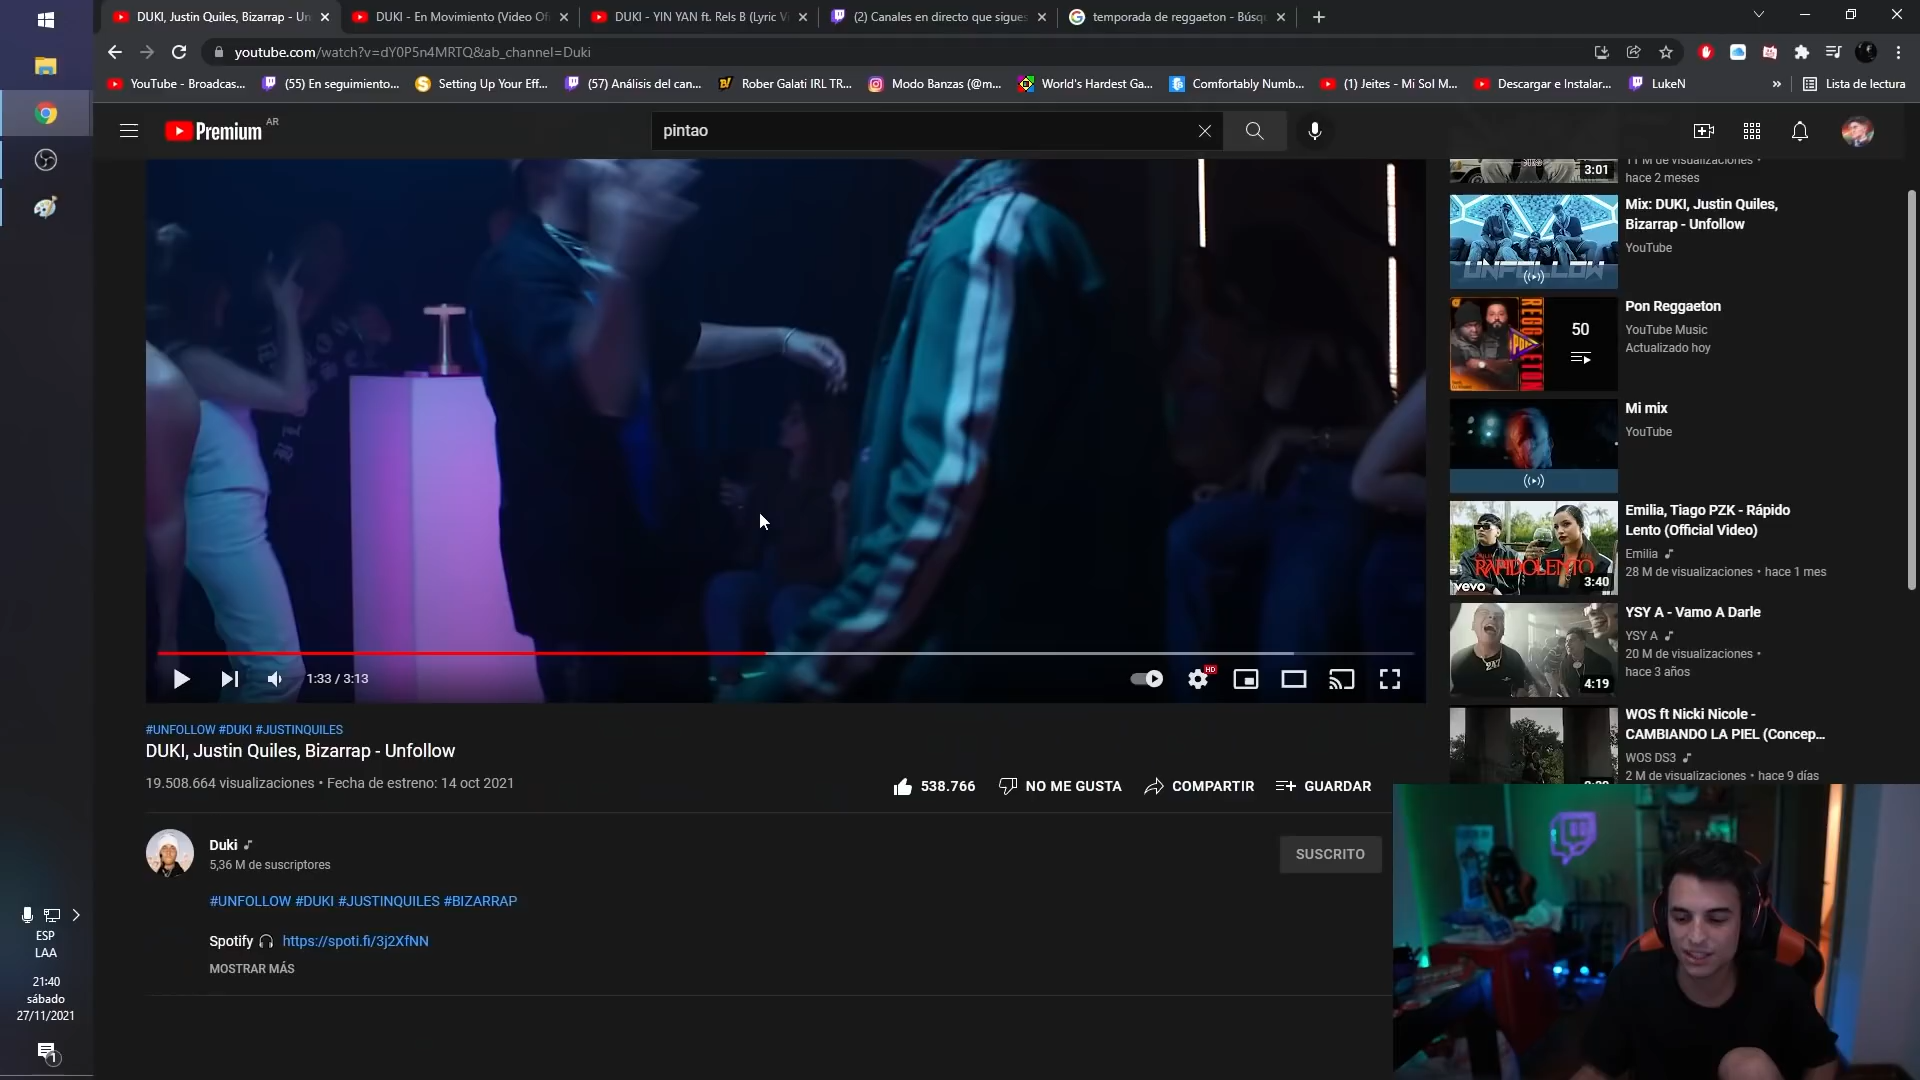 DUKI, Justin Quiles, Bizarrap - Un
DUKI - En Movimiento (Video Ofi
DUKI - YIN YAN ft. Rels B (Lyric V
(2) Canales en directo que sigues
temporada de reggaeton - Búsq
youtube.com/watch?v=dY0P5n4MRTQ&ab_channel=Duki
YouTube - Broadcas...
(55) En seguimiento...
Setting Up Your Eff...
(57) Análisis del can...
Rober Galati IRL TR...
Modo Banzas (@m...
World's Hardest Ga...
Comfortably Numb...
(1) Jeites - Mi Sol M...
Descargar e Instalar...
LukeN
»
Lista de lectura
Premium AR
pintao
11 M de visualizaciones •
hace 2 meses
3:01
Mix: DUKI, Justin Quiles,
Bizarrap - Unfollow
YouTube
UNFOLLOW
Pon Reggaeton
YouTube Music
Actualizado hoy
50
Mi mix
YouTube
Emilia, Tiago PZK - Rápido
Lento (Official Video)
Emilia
28 M de visualizaciones • hace 1 mes
RAPIDOLENTO
vevo
3:40
YSY A - Vamo A Darle
YSY A
20 M de visualizaciones •
hace 3 años
4:19
WOS ft Nicki Nicole -
CAMBIANDO LA PIEL (Concep...
WOS DS3
2 M de visualizaciones • hace 9 días
1:33 / 3:13
HD
#UNFOLLOW #DUKI #JUSTINQUILES
DUKI, Justin Quiles, Bizarrap - Unfollow
19.508.664 visualizaciones • Fecha de estreno: 14 oct 2021
538.766
NO ME GUSTA
COMPARTIR
GUARDAR
Duki
5,36 M de suscriptores
SUSCRITO
#UNFOLLOW #DUKI #JUSTINQUILES #BIZARRAP
Spotify https://spoti.fi/3j2XfNN
MOSTRAR MÁS
ESP
LAA
21:40
sábado
27/11/2021
1